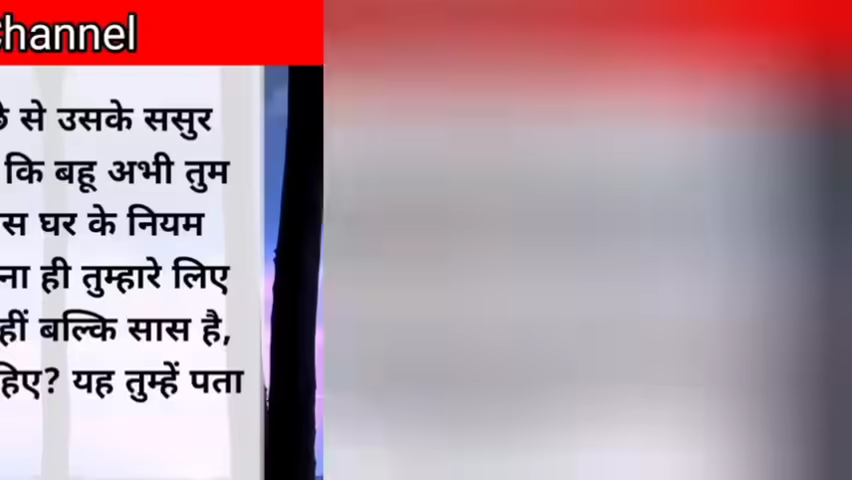 Channel
से उसके ससुर
कि बहू अभी तुम
घर के नियम
ही तुम्हारे लिए
बल्कि सास है,
यह तुम्हें पता